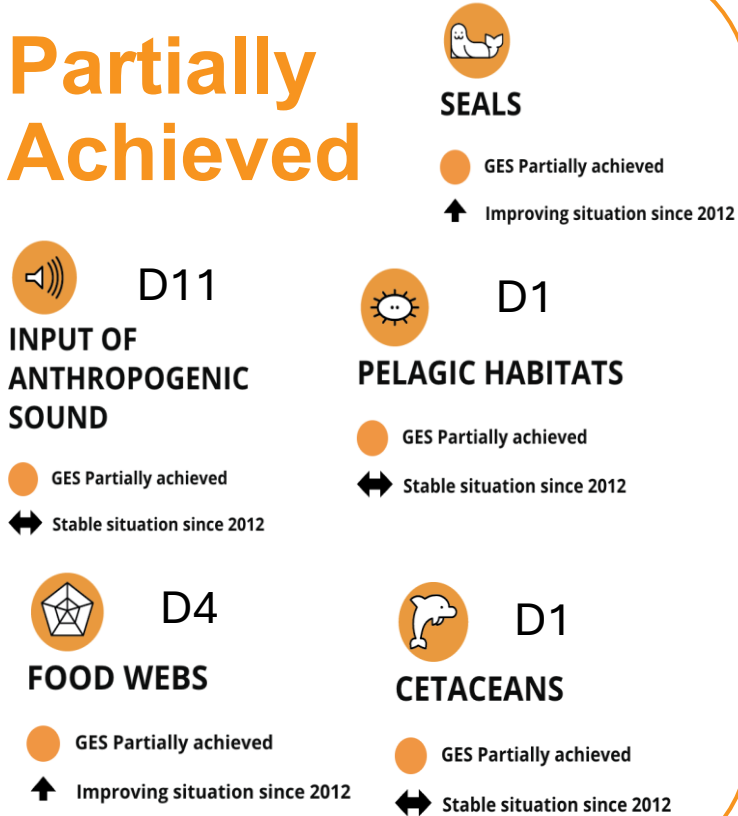 Partially
Achieved
SEALS
GES Partially achieved
Improving situation since 2012
D11
INPUT OF
ANTHROPOGENIC
SOUND
GES Partially achieved
Stable situation since 2012
D1
PELAGIC HABITATS
GES Partially achieved
Stable situation since 2012
D4
FOOD WEBS
GES Partially achieved
Improving situation since 2012
D1
CETACEANS
GES Partially achieved
Stable situation since 2012